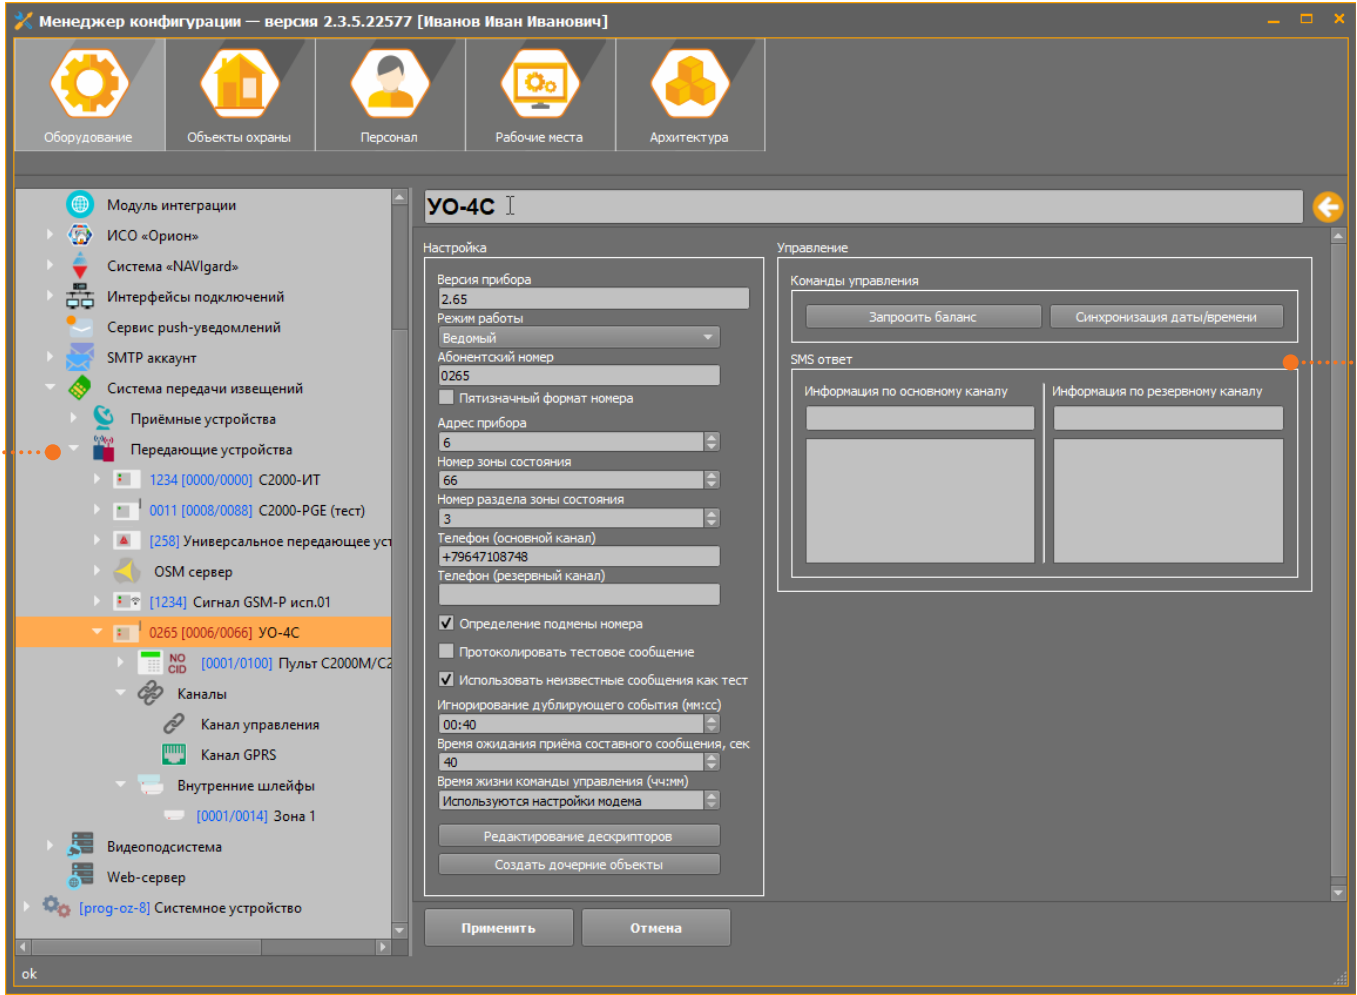 Менеджер конфигурации — версия 2.3.5.22577 [Иванов Иван Иванович]
Оборудование
Объекты охраны
Персонал
Рабочие места
Архитектура
Модуль интеграции
ИСО «Орион»
Система «NAVIgard»
Интерфейсы подключений
Сервис push-уведомлений
SMTP аккаунт
Система передачи извещений
Приёмные устройства
Передающие устройства
1234 [0000/0000] С2000-ИТ
0011 [0008/0088] С2000-PGE (тест)
[258] Универсальное передающее уст
OSM сервер
[1234] Сигнал GSM-P исп.01
0265 [0006/0066] УО-4С
NO CID [0001/0100] Пульт С2000М/С2
Каналы
Канал управления
Канал GPRS
Внутренние шлейфы
[0001/0014] Зона 1
Видеоподсистема
Web-сервер
[prog-oz-8] Системное устройство
УО-4С
Настройка
Версия прибора
2.65
Режим работы
Ведомый
Абонентский номер
0265
Пятизначный формат номера
Адрес прибора
6
Номер зоны состояния
66
Номер раздела зоны состояния
3
Телефон (основной канал)
+79647108748
Телефон (резервный канал)
Определение подмены номера
Протоколировать тестовое сообщение
Использовать неизвестные сообщения как тест
Игнорирование дублирующего события (мм:сс)
00:40
Время ожидания приёма составного сообщения, сек
40
Время жизни команды управления (чч:мм)
Используются настройки модема
Редактирование дескрипторов
Создать дочерние объекты
Управление
Команды управления
Запросить баланс
Синхронизация даты/времени
SMS ответ
Информация по основному каналу
Информация по резервному каналу
Применить
Отмена
ok